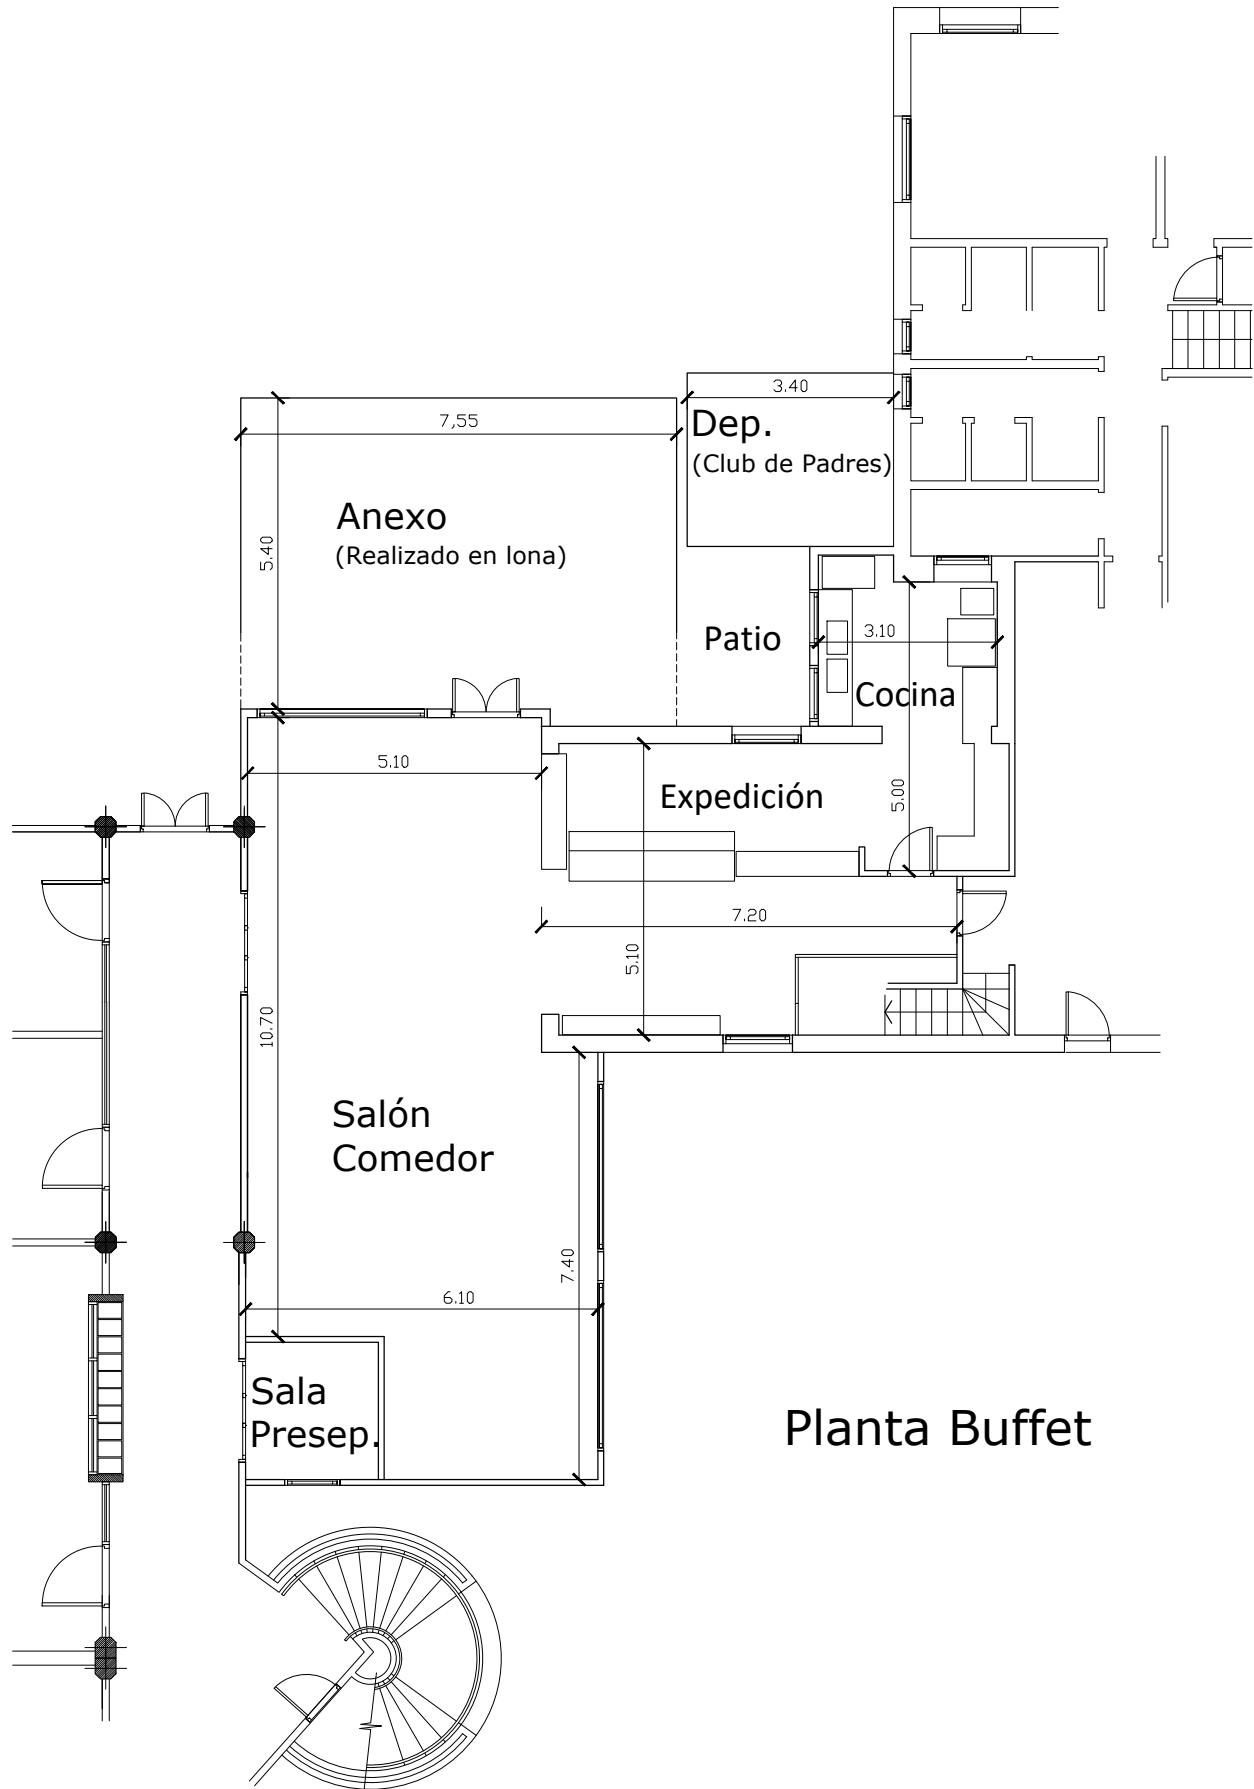 3.40
7,55
Dep.
(Club de Padres)
Anexo
(Realizado en lona)
5.40
Patio
3.10
Cocina
5.10
Expedición
5.00
7.20
5.10
10.70
Salón
Comedor
7.40
6.10
Sala
Presep.
Planta Buffet